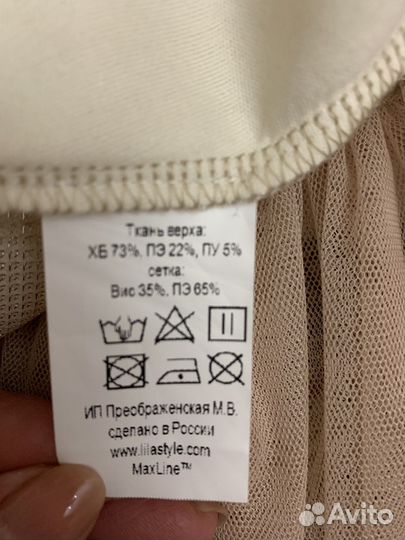 Ткань верха:
ХБ 73%, ПЭ 22%, ПУ 5%
сетка:
Вис 35%, ПЭ 65%
ИП Преображенская М.В.
сделано в России
www.lilastyle.com
MaxLine™
Avito